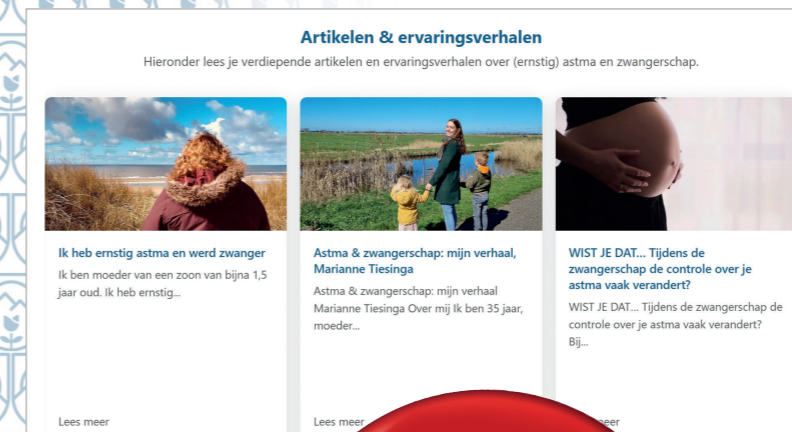 Artikelen & ervaringsverhalen
Hieronder lees je verdiepende artikelen en ervaringsverhalen over (ernstig) astma en zwangerschap.
Ik heb ernstig astma en werd zwanger
Ik ben moeder van een zoon van bijna 1,5
jaar oud. Ik heb ernstig...
Lees meer
Astma & zwangerschap: mijn verhaal,
Marianne Tiesinga
Astma & zwangerschap: mijn verhaal
Marianne Tiesinga Over mij Ik ben 35 jaar,
moeder...
Lees meer
WIST JE DAT... Tijdens de
zwangerschap de controle over je
astma vaak verandert?
WIST JE DAT... Tijdens de zwangerschap de
controle over je astma vaak verandert?
Bij...